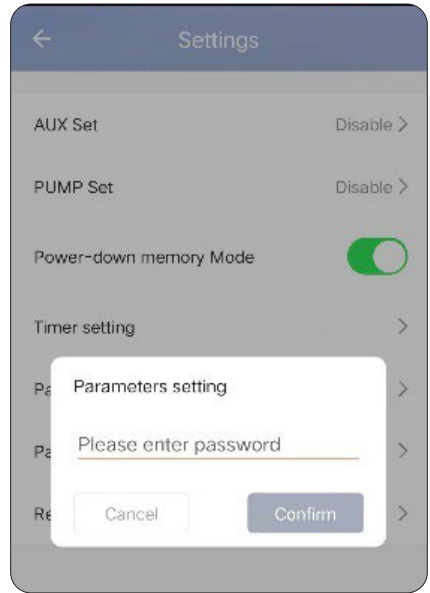 Settings
AUX Set Disable
PUMP Set Disable
Power-down memory Mode
Timer setting
Parameters setting
Please enter password
Cancel Confirm